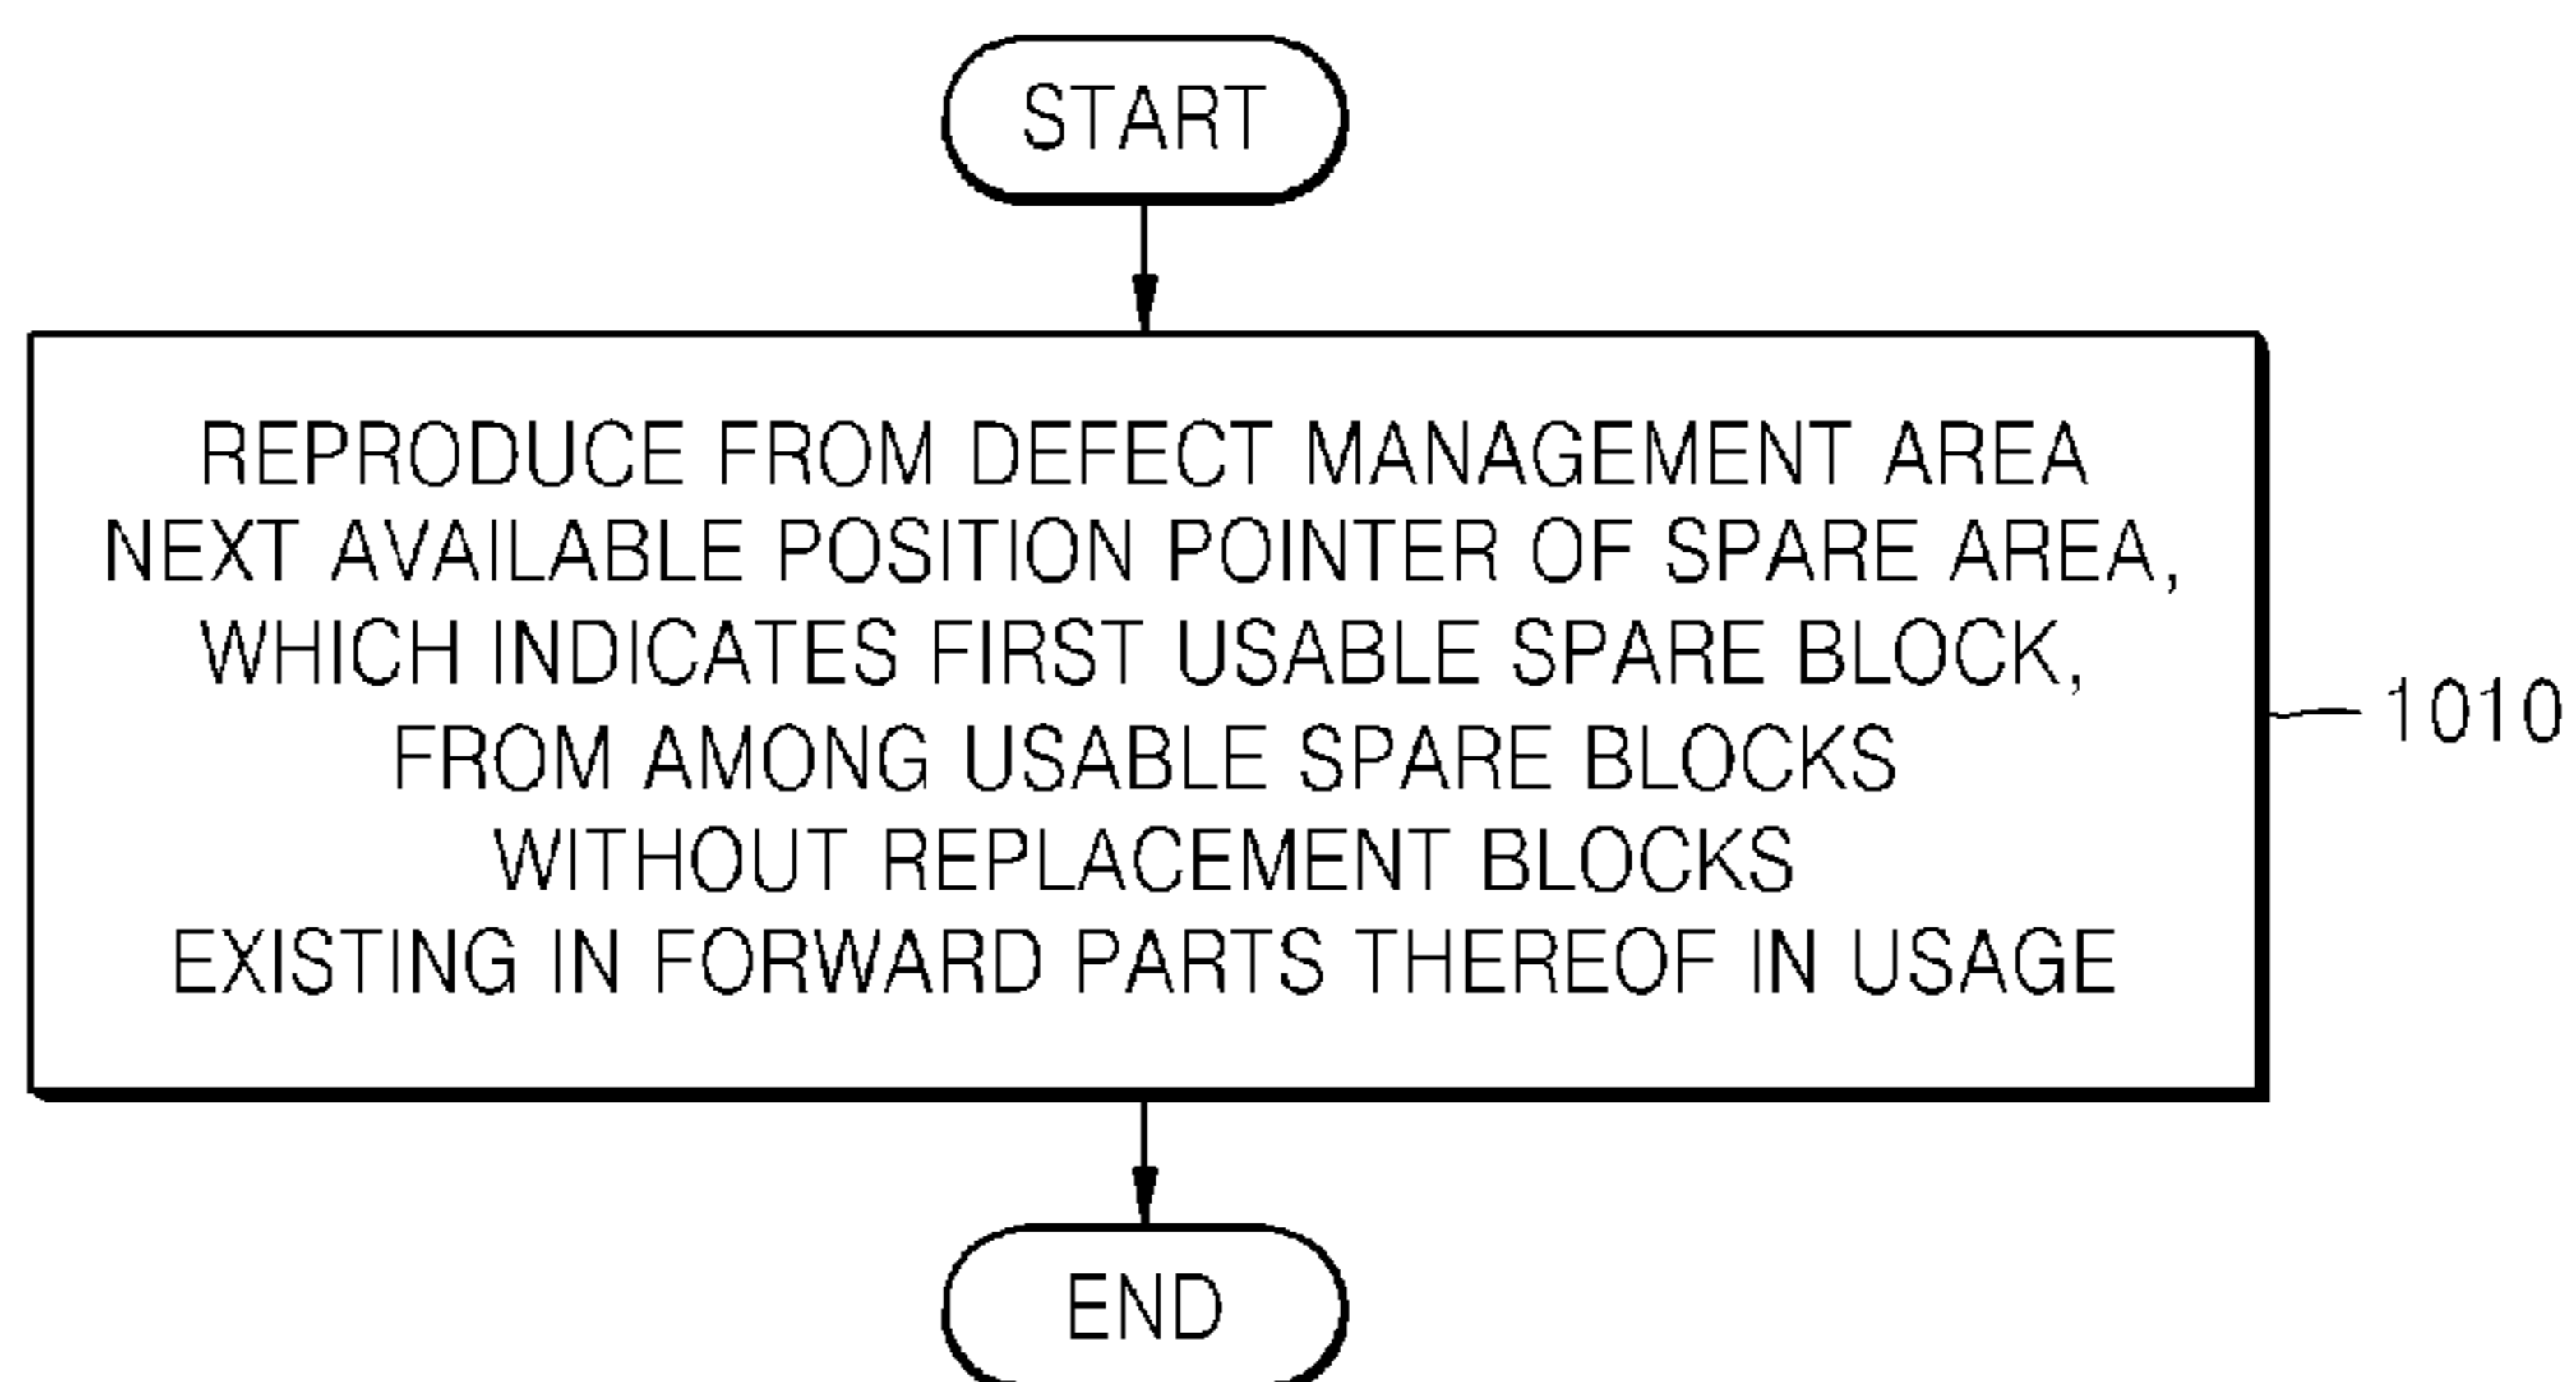 START
REPRODUCE FROM DEFECT MANAGEMENT AREA
NEXT AVAILABLE POSITION POINTER OF SPARE AREA,
WHICH INDICATES FIRST USABLE SPARE BLOCK,
FROM AMONG USABLE SPARE BLOCKS
WITHOUT REPLACEMENT BLOCKS
EXISTING IN FORWARD PARTS THEREOF IN USAGE
1010
END